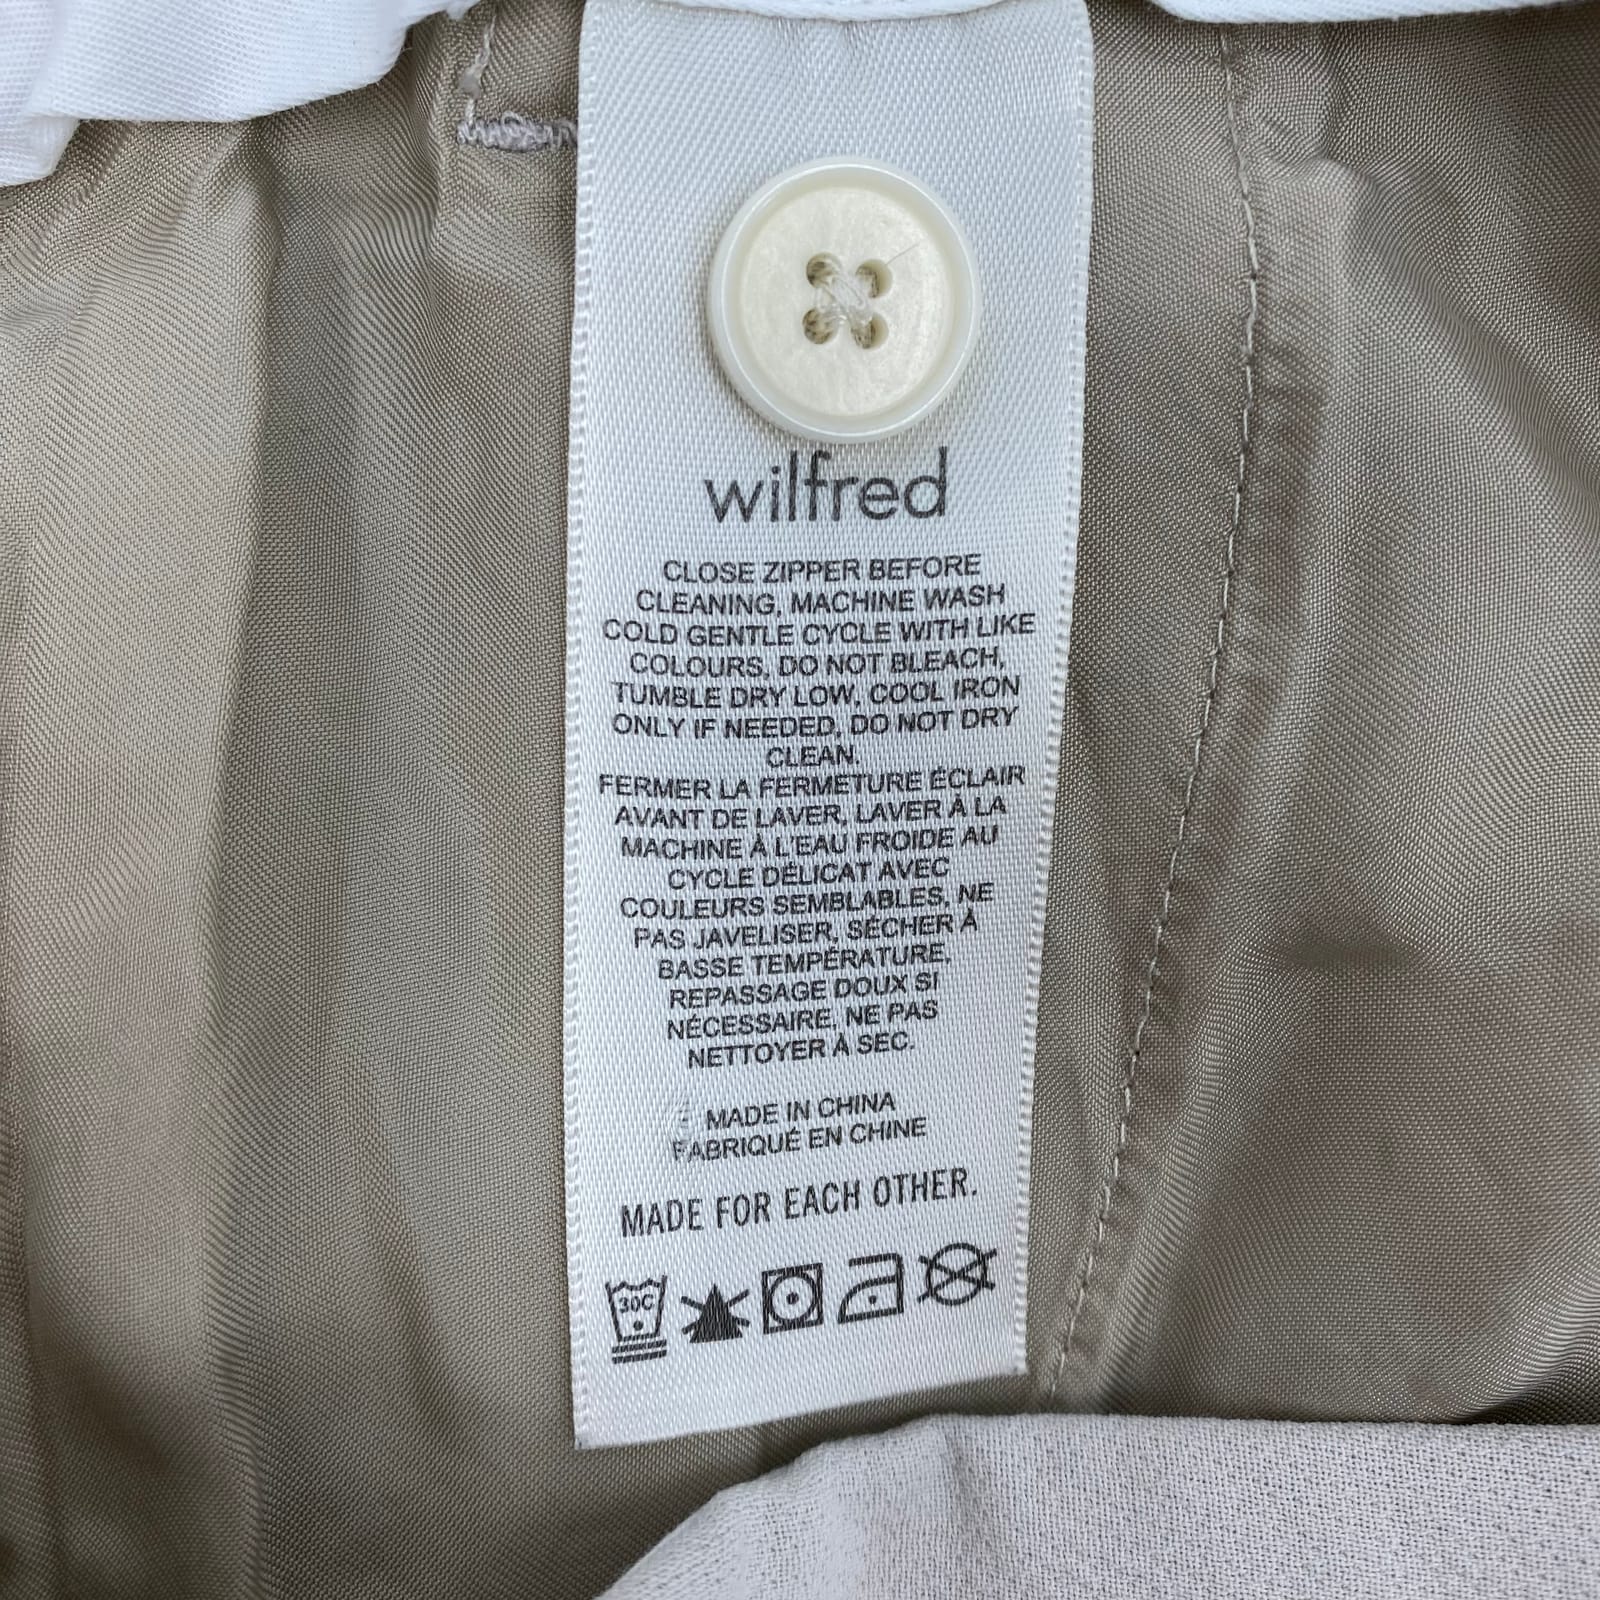 wilfred
CLOSE ZIPPER BEFORE
CLEANING, MACHINE WASH
COLD GENTLE CYCLE WITH LIKE
COLOURS, DO NOT BLEACH,
TUMBLE DRY LOW, COOL IRON
ONLY IF NEEDED, DO NOT DRY
CLEAN.
FERMER LA FERMETURE ÉCLAIR
AVANT DE LAVER, LAVER À LA
MACHINE À L'EAU FROIDE AU
CYCLE DÉLICAT AVEC
COULEURS SEMBLABLES, NE
PAS JAVELISER, SÉCHER À
BASSE TEMPÉRATURE,
REPASSAGE DOUX SI
NÉCESSAIRE, NE PAS
NETTOYER À SEC.
MADE IN CHINA
FABRIQUÉ EN CHINE
MADE FOR EACH OTHER.
30C